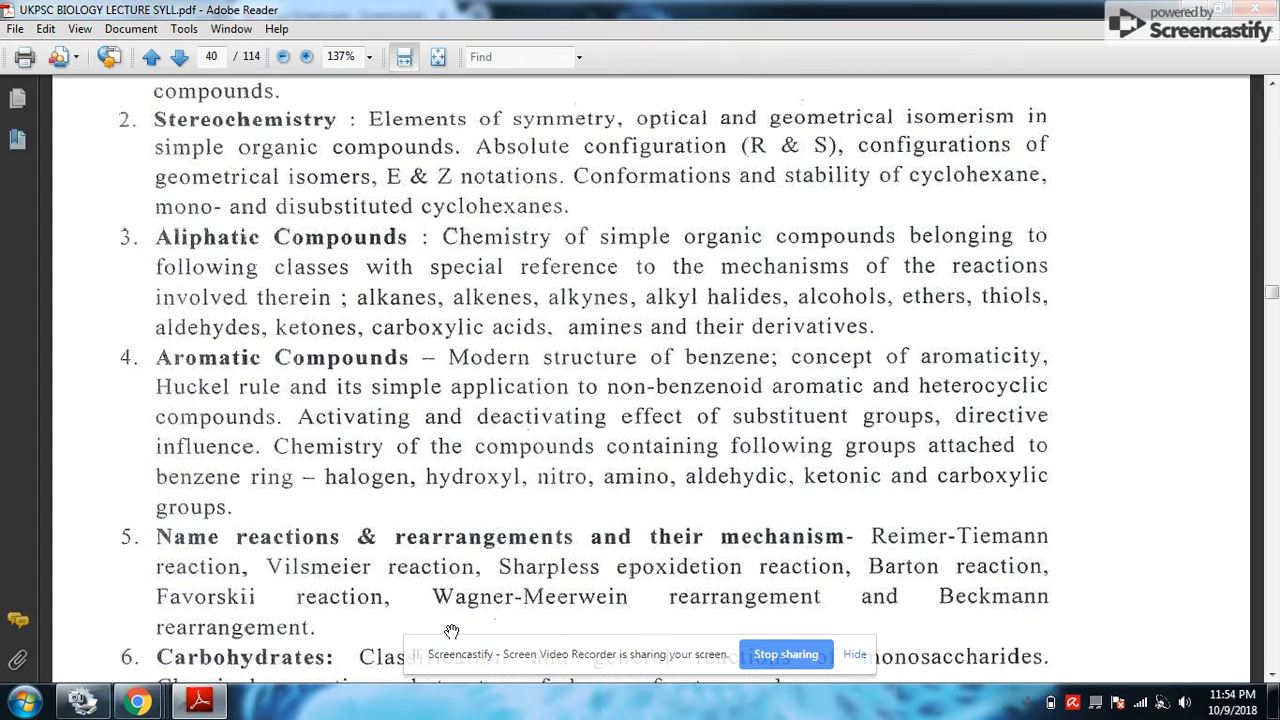 UKPSC BIOLOGY LECTURE SYLL.pdf - Adobe Reader
powered by
Screencastify
File Edit View Document Tools Window Help
40 / 114 137% Find
compounds.
2. Stereochemistry : Elements of symmetry, optical and geometrical isomerism in
simple organic compounds. Absolute configuration (R & S), configurations of
geometrical isomers, E & Z notations. Conformations and stability of cyclohexane,
mono- and disubstituted cyclohexanes.
3. Aliphatic Compounds : Chemistry of simple organic compounds belonging to
following classes with special reference to the mechanisms of the reactions
involved therein ; alkanes, alkenes, alkynes, alkyl halides, alcohols, ethers, thiols,
aldehydes, ketones, carboxylic acids, amines and their derivatives.
4. Aromatic Compounds – Modern structure of benzene; concept of aromaticity,
Huckel rule and its simple application to non-benzenoid aromatic and heterocyclic
compounds. Activating and deactivating effect of substituent groups, directive
influence. Chemistry of the compounds containing following groups attached to
benzene ring – halogen, hydroxyl, nitro, amino, aldehydic, ketonic and carboxylic
groups.
5. Name reactions & rearrangements and their mechanism- Reimer-Tiemann
reaction, Vilsmeier reaction, Sharpless epoxidetion reaction, Barton reaction,
Favorskii reaction, Wagner-Meerwein rearrangement and Beckmann
rearrangement.
6. Carbohydrates: Classification and general reactions of monosaccharides.
Screencastify - Screen Video Recorder is sharing your screen. Stop sharing Hide
11:54 PM
10/9/2018